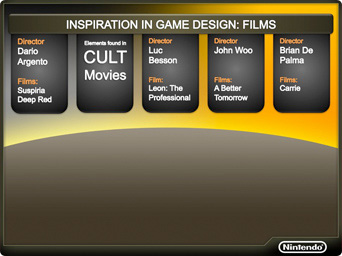 INSPIRATION IN GAME DESIGN: FILMS
Director
Dario
Argento
Films:
Suspiria
Deep Red
Elements found in
CULT
Movies
Director
Luc
Besson
Film:
Leon: The
Professional
Director
John Woo
Films:
A Better
Tomorrow
Director
Brian De
Palma
Films:
Carrie
Nintendo